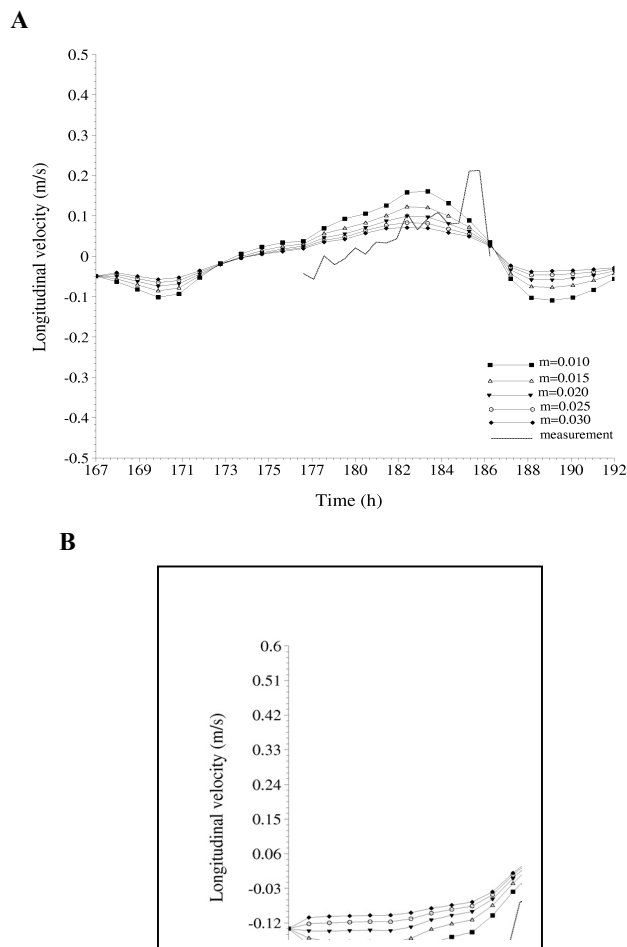 A
0.5
0.4
0.3
0.2
0.1
0
-0.1
-0.2
-0.3
-0.4
-0.5
Longitudinal velocity (m/s)
m=0.010
m=0.015
m=0.020
m=0.025
m=0.030
measurement
167 169 171 173 175 177 180 182 184 186 188 190 192
Time (h)
B
0.6
0.51
0.42
0.33
0.24
0.15
0.06
-0.03
-0.12
Longitudinal velocity (m/s)